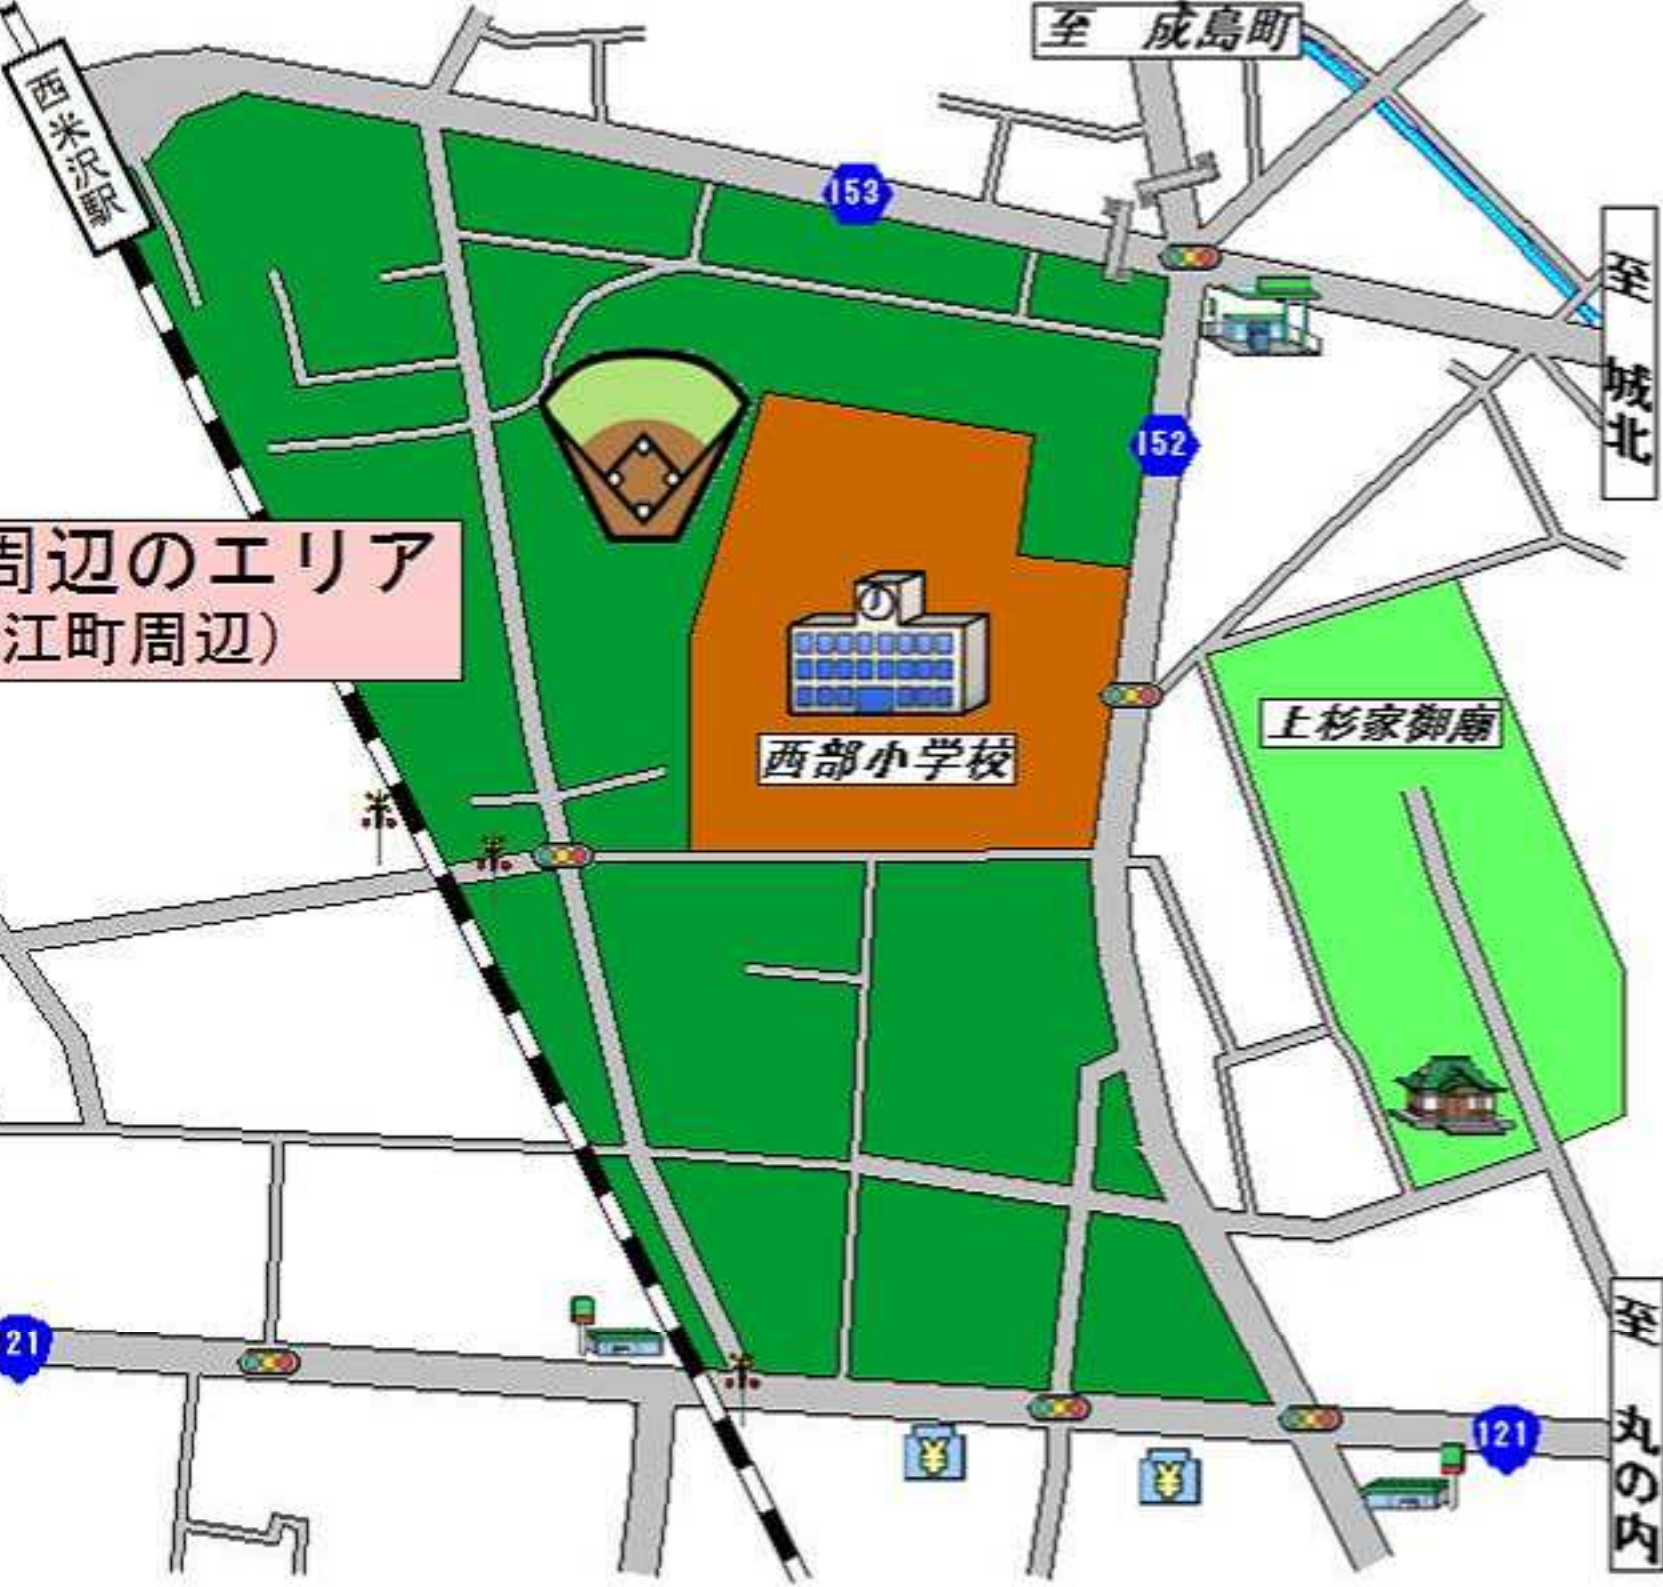 至 成島町
西米沢駅
153
至 城北
152
周辺のエリア
江町周辺）
上杉家御廟
西部小学校
21
121
至 丸の内
¥
¥